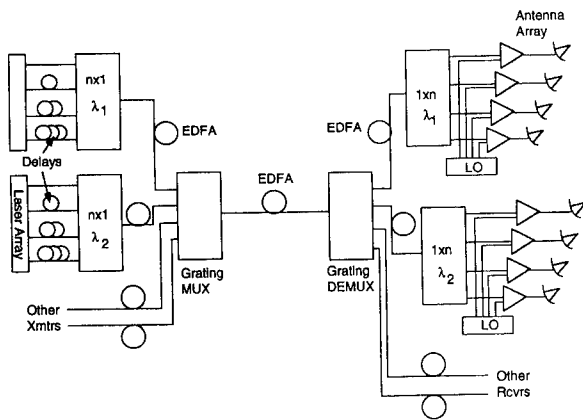 Antenna
Array
nx1
λ1
1xn
λ1
EDFA
EDFA
LO
Delays
EDFA
Laser Array
nx1
λ2
1xn
λ2
Grating
MUX
Grating
DEMUX
LO
Other
Xmtrs
Other
Rcvrs